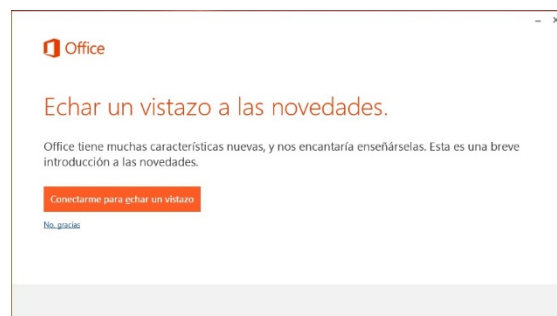 Office
Echar un vistazo a las novedades.
Office tiene muchas características nuevas, y nos encantaría enseñárselas. Esta es una breve
introducción a las novedades.
Conectarme para echar un vistazo
No, gracias